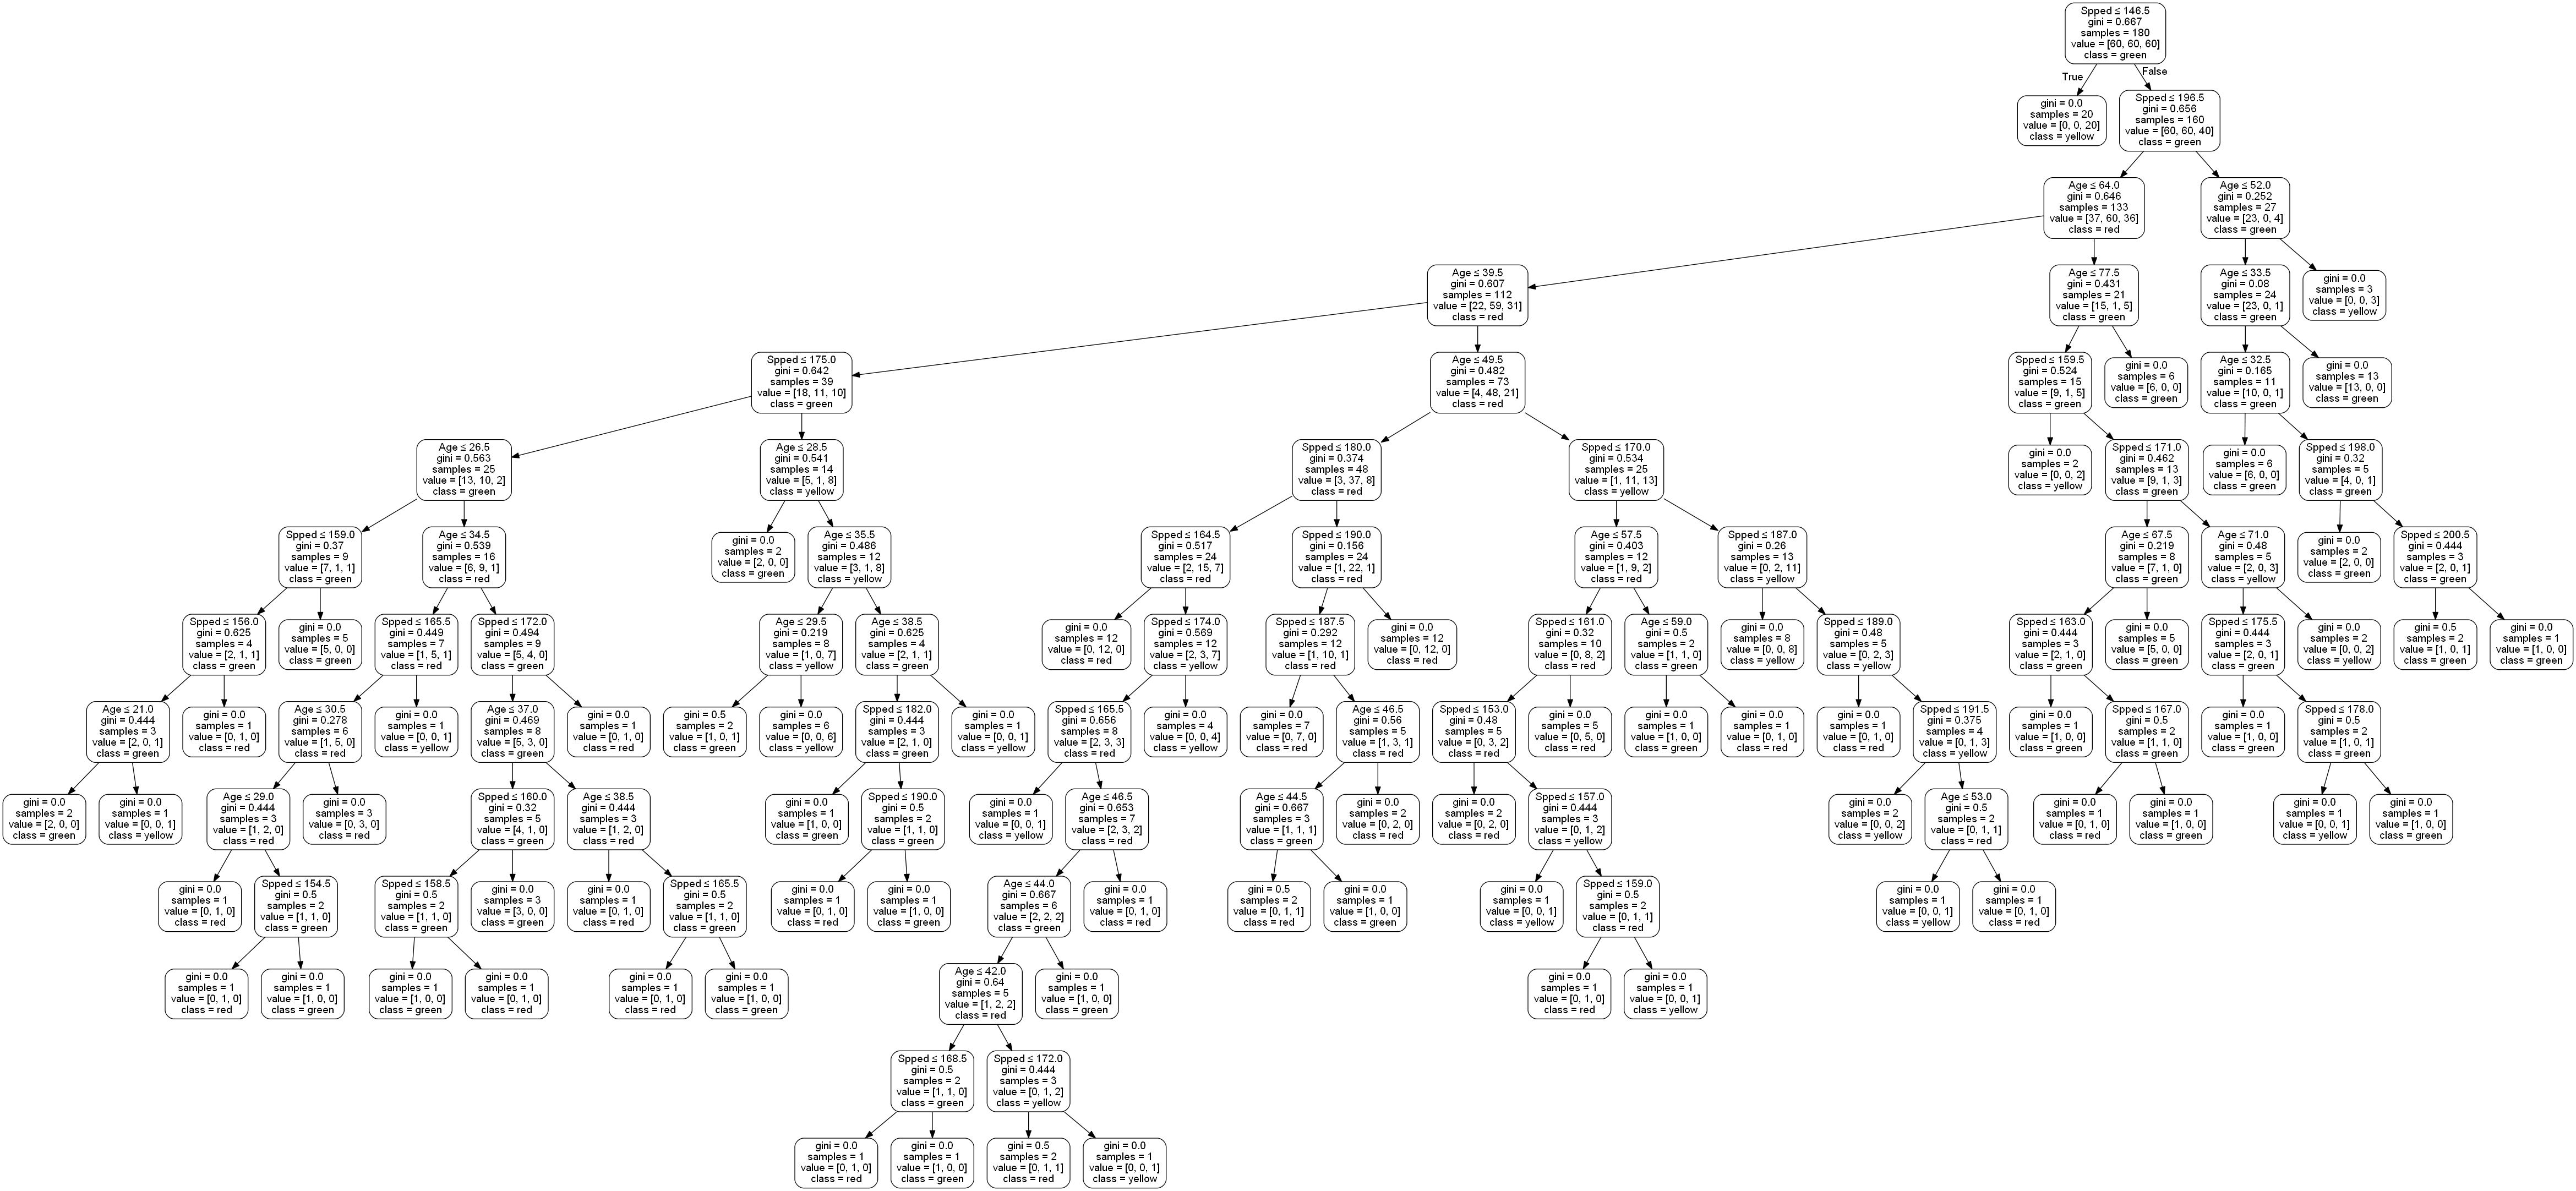 Spped ≤ 146.5
gini = 0.667
samples = 180
value = [60, 60, 60]
class = green
True
False
gini = 0.0
samples = 20
value = [0, 0, 20]
class = yellow
Spped ≤ 196.5
gini = 0.656
samples = 160
value = [60, 60, 40]
class = green
Age ≤ 64.0
gini = 0.646
samples = 133
value = [37, 60, 36]
class = red
Age ≤ 52.0
gini = 0.252
samples = 27
value = [23, 0, 4]
class = green
Age ≤ 39.5
gini = 0.607
samples = 112
value = [22, 59, 31]
class = red
Age ≤ 77.5
gini = 0.431
samples = 21
value = [15, 1, 5]
class = green
Age ≤ 33.5
gini = 0.08
samples = 24
value = [23, 0, 1]
class = green
gini = 0.0
samples = 3
value = [0, 0, 3]
class = yellow
Spped ≤ 175.0
gini = 0.642
samples = 39
value = [18, 11, 10]
class = green
Age ≤ 49.5
gini = 0.482
samples = 73
value = [4, 48, 21]
class = red
Spped ≤ 159.5
gini = 0.524
samples = 15
value = [9, 1, 5]
class = green
gini = 0.0
samples = 6
value = [6, 0, 0]
class = green
Age ≤ 32.5
gini = 0.165
samples = 11
value = [10, 0, 1]
class = green
gini = 0.0
samples = 13
value = [13, 0, 0]
class = green
Age ≤ 26.5
gini = 0.563
samples = 25
value = [13, 10, 2]
class = green
Age ≤ 28.5
gini = 0.541
samples = 14
value = [5, 1, 8]
class = yellow
Spped ≤ 180.0
gini = 0.374
samples = 48
value = [3, 37, 8]
class = red
Spped ≤ 170.0
gini = 0.534
samples = 25
value = [1, 11, 13]
class = yellow
gini = 0.0
samples = 2
value = [0, 0, 2]
class = yellow
Spped ≤ 171.0
gini = 0.462
samples = 13
value = [9, 1, 3]
class = green
gini = 0.0
samples = 6
value = [6, 0, 0]
class = green
Spped ≤ 198.0
gini = 0.32
samples = 5
value = [4, 0, 1]
class = green
Spped ≤ 159.0
gini = 0.37
samples = 9
value = [7, 1, 1]
class = green
Age ≤ 34.5
gini = 0.539
samples = 16
value = [6, 9, 1]
class = red
gini = 0.0
samples = 2
value = [2, 0, 0]
class = green
Age ≤ 35.5
gini = 0.486
samples = 12
value = [3, 1, 8]
class = yellow
Spped ≤ 164.5
gini = 0.517
samples = 24
value = [2, 15, 7]
class = red
Spped ≤ 190.0
gini = 0.156
samples = 24
value = [1, 22, 1]
class = red
Age ≤ 57.5
gini = 0.403
samples = 12
value = [1, 9, 2]
class = red
Spped ≤ 187.0
gini = 0.26
samples = 13
value = [0, 2, 11]
class = yellow
Age ≤ 67.5
gini = 0.219
samples = 8
value = [7, 1, 0]
class = green
Age ≤ 71.0
gini = 0.48
samples = 5
value = [2, 0, 3]
class = yellow
gini = 0.0
samples = 2
value = [2, 0, 0]
class = green
Spped ≤ 200.5
gini = 0.444
samples = 3
value = [2, 0, 1]
class = green
Spped ≤ 156.0
gini = 0.625
samples = 4
value = [2, 1, 1]
class = green
gini = 0.0
samples = 5
value = [5, 0, 0]
class = green
Spped ≤ 165.5
gini = 0.449
samples = 7
value = [1, 5, 1]
class = red
Spped ≤ 172.0
gini = 0.494
samples = 9
value = [5, 4, 0]
class = green
Age ≤ 29.5
gini = 0.219
samples = 8
value = [1, 0, 7]
class = yellow
Age ≤ 38.5
gini = 0.625
samples = 4
value = [2, 1, 1]
class = green
gini = 0.0
samples = 12
value = [0, 12, 0]
class = red
Spped ≤ 174.0
gini = 0.569
samples = 12
value = [2, 3, 7]
class = yellow
Spped ≤ 187.5
gini = 0.292
samples = 12
value = [1, 10, 1]
class = red
gini = 0.0
samples = 12
value = [0, 12, 0]
class = red
Spped ≤ 161.0
gini = 0.32
samples = 10
value = [0, 8, 2]
class = red
Age ≤ 59.0
gini = 0.5
samples = 2
value = [1, 1, 0]
class = green
gini = 0.0
samples = 8
value = [0, 0, 8]
class = yellow
Spped ≤ 189.0
gini = 0.48
samples = 5
value = [0, 2, 3]
class = yellow
Spped ≤ 163.0
gini = 0.444
samples = 3
value = [2, 1, 0]
class = green
gini = 0.0
samples = 5
value = [5, 0, 0]
class = green
Spped ≤ 175.5
gini = 0.444
samples = 3
value = [2, 0, 1]
class = green
gini = 0.0
samples = 2
value = [0, 0, 2]
class = yellow
gini = 0.5
samples = 2
value = [1, 0, 1]
class = green
gini = 0.0
samples = 1
value = [1, 0, 0]
class = green
Age ≤ 21.0
gini = 0.444
samples = 3
value = [2, 0, 1]
class = green
gini = 0.0
samples = 1
value = [0, 1, 0]
class = red
Age ≤ 30.5
gini = 0.278
samples = 6
value = [1, 5, 0]
class = red
gini = 0.0
samples = 1
value = [0, 0, 1]
class = yellow
Age ≤ 37.0
gini = 0.469
samples = 8
value = [5, 3, 0]
class = green
gini = 0.0
samples = 1
value = [0, 1, 0]
class = red
gini = 0.5
samples = 2
value = [1, 0, 1]
class = green
gini = 0.0
samples = 6
value = [0, 0, 6]
class = yellow
Spped ≤ 182.0
gini = 0.444
samples = 3
value = [2, 1, 0]
class = green
gini = 0.0
samples = 1
value = [0, 0, 1]
class = yellow
Spped ≤ 165.5
gini = 0.656
samples = 8
value = [2, 3, 3]
class = red
gini = 0.0
samples = 4
value = [0, 0, 4]
class = yellow
gini = 0.0
samples = 7
value = [0, 7, 0]
class = red
Age ≤ 46.5
gini = 0.56
samples = 5
value = [1, 3, 1]
class = red
Spped ≤ 153.0
gini = 0.48
samples = 5
value = [0, 3, 2]
class = red
gini = 0.0
samples = 5
value = [0, 5, 0]
class = red
gini = 0.0
samples = 1
value = [1, 0, 0]
class = green
gini = 0.0
samples = 1
value = [0, 1, 0]
class = red
gini = 0.0
samples = 1
value = [0, 1, 0]
class = red
Spped ≤ 191.5
gini = 0.375
samples = 4
value = [0, 1, 3]
class = yellow
gini = 0.0
samples = 1
value = [1, 0, 0]
class = green
Spped ≤ 167.0
gini = 0.5
samples = 2
value = [1, 1, 0]
class = green
gini = 0.0
samples = 1
value = [1, 0, 0]
class = green
Spped ≤ 178.0
gini = 0.5
samples = 2
value = [1, 0, 1]
class = green
gini = 0.0
samples = 2
value = [2, 0, 0]
class = green
gini = 0.0
samples = 1
value = [0, 0, 1]
class = yellow
Age ≤ 29.0
gini = 0.444
samples = 3
value = [1, 2, 0]
class = red
gini = 0.0
samples = 3
value = [0, 3, 0]
class = red
Spped ≤ 160.0
gini = 0.32
samples = 5
value = [4, 1, 0]
class = green
Age ≤ 38.5
gini = 0.444
samples = 3
value = [1, 2, 0]
class = red
gini = 0.0
samples = 1
value = [1, 0, 0]
class = green
Spped ≤ 190.0
gini = 0.5
samples = 2
value = [1, 1, 0]
class = green
gini = 0.0
samples = 1
value = [0, 0, 1]
class = yellow
Age ≤ 46.5
gini = 0.653
samples = 7
value = [2, 3, 2]
class = red
Age ≤ 44.5
gini = 0.667
samples = 3
value = [1, 1, 1]
class = green
gini = 0.0
samples = 2
value = [0, 2, 0]
class = red
gini = 0.0
samples = 2
value = [0, 2, 0]
class = red
Spped ≤ 157.0
gini = 0.444
samples = 3
value = [0, 1, 2]
class = yellow
gini = 0.0
samples = 2
value = [0, 0, 2]
class = yellow
Age ≤ 53.0
gini = 0.5
samples = 2
value = [0, 1, 1]
class = red
gini = 0.0
samples = 1
value = [0, 1, 0]
class = red
gini = 0.0
samples = 1
value = [1, 0, 0]
class = green
gini = 0.0
samples = 1
value = [0, 0, 1]
class = yellow
gini = 0.0
samples = 1
value = [1, 0, 0]
class = green
gini = 0.0
samples = 1
value = [0, 1, 0]
class = red
Spped ≤ 154.5
gini = 0.5
samples = 2
value = [1, 1, 0]
class = green
Spped ≤ 158.5
gini = 0.5
samples = 2
value = [1, 1, 0]
class = green
gini = 0.0
samples = 3
value = [3, 0, 0]
class = green
gini = 0.0
samples = 1
value = [0, 1, 0]
class = red
Spped ≤ 165.5
gini = 0.5
samples = 2
value = [1, 1, 0]
class = green
gini = 0.0
samples = 1
value = [0, 1, 0]
class = red
gini = 0.0
samples = 1
value = [1, 0, 0]
class = green
Age ≤ 44.0
gini = 0.667
samples = 6
value = [2, 2, 2]
class = green
gini = 0.0
samples = 1
value = [0, 1, 0]
class = red
gini = 0.5
samples = 2
value = [0, 1, 1]
class = red
gini = 0.0
samples = 1
value = [1, 0, 0]
class = green
gini = 0.0
samples = 1
value = [0, 0, 1]
class = yellow
Spped ≤ 159.0
gini = 0.5
samples = 2
value = [0, 1, 1]
class = red
gini = 0.0
samples = 1
value = [0, 0, 1]
class = yellow
gini = 0.0
samples = 1
value = [0, 1, 0]
class = red
gini = 0.0
samples = 1
value = [0, 1, 0]
class = red
gini = 0.0
samples = 1
value = [1, 0, 0]
class = green
gini = 0.0
samples = 1
value = [1, 0, 0]
class = green
gini = 0.0
samples = 1
value = [0, 1, 0]
class = red
gini = 0.0
samples = 1
value = [0, 1, 0]
class = red
gini = 0.0
samples = 1
value = [1, 0, 0]
class = green
Age ≤ 42.0
gini = 0.64
samples = 5
value = [1, 2, 2]
class = red
gini = 0.0
samples = 1
value = [1, 0, 0]
class = green
gini = 0.0
samples = 1
value = [0, 1, 0]
class = red
gini = 0.0
samples = 1
value = [0, 0, 1]
class = yellow
Spped ≤ 168.5
gini = 0.5
samples = 2
value = [1, 1, 0]
class = green
Spped ≤ 172.0
gini = 0.444
samples = 3
value = [0, 1, 2]
class = yellow
gini = 0.0
samples = 1
value = [0, 1, 0]
class = red
gini = 0.0
samples = 1
value = [1, 0, 0]
class = green
gini = 0.5
samples = 2
value = [0, 1, 1]
class = red
gini = 0.0
samples = 1
value = [0, 0, 1]
class = yellow